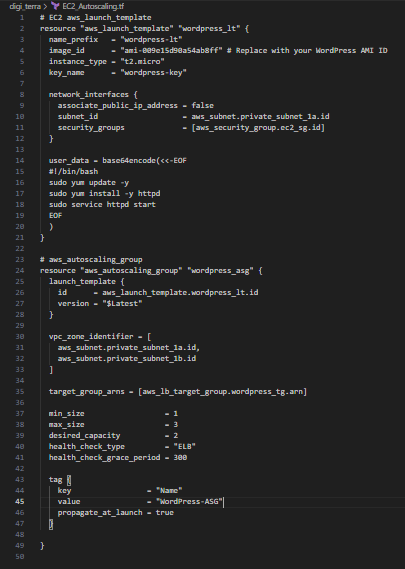 digi_terra > EC2_Autoscaling.tf
1 # EC2 aws_launch_template
2 resource "aws_launch_template" "wordpress_lt" {
3   name_prefix   = "wordpress-lt"
4   image_id      = "ami-009e15d90a54ab8ff" # Replace with your WordPress AMI ID
5   instance_type = "t2.micro"
6   key_name      = "wordpress-key"
7
8   network_interfaces {
9     associate_public_ip_address = false
10     subnet_id                   = aws_subnet.private_subnet_1a.id
11     security_groups             = [aws_security_group.ec2_sg.id]
12   }
13
14   user_data = base64encode(<<-EOF
15   #!/bin/bash
16   sudo yum update -y
17   sudo yum install -y httpd
18   sudo service httpd start
19   EOF
20   )
21 }
22
23 # aws_autoscaling_group
24 resource "aws_autoscaling_group" "wordpress_asg" {
25   launch_template {
26     id      = aws_launch_template.wordpress_lt.id
27     version = "$Latest"
28   }
29
30   vpc_zone_identifier = [
31     aws_subnet.private_subnet_1a.id,
32     aws_subnet.private_subnet_1b.id
33   ]
34
35   target_group_arns = [aws_lb_target_group.wordpress_tg.arn]
36
37   min_size                  = 1
38   max_size                  = 3
39   desired_capacity          = 2
40   health_check_type         = "ELB"
41   health_check_grace_period = 300
42
43   tag {
44     key                 = "Name"
45     value               = "WordPress-ASG"
46     propagate_at_launch = true
47   }
48
49 }
50